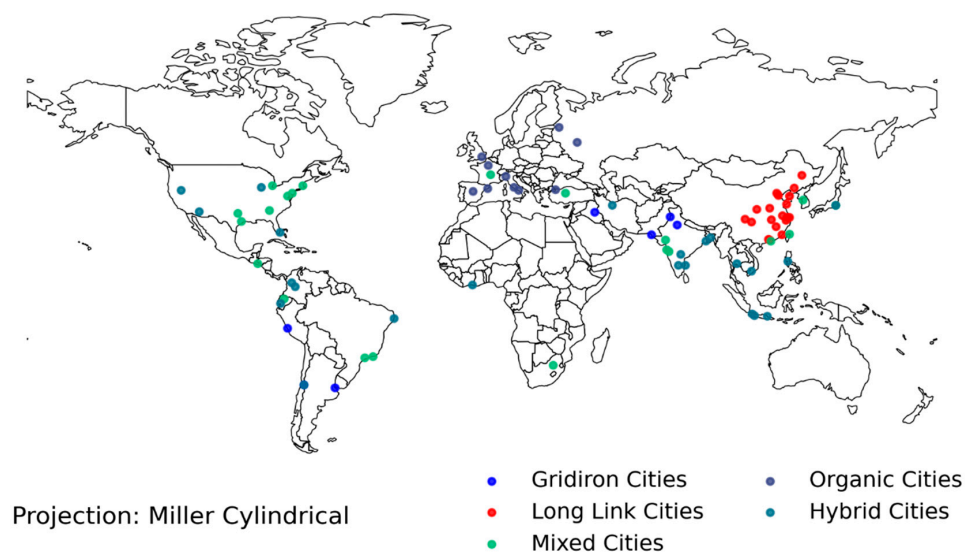 Gridiron Cities
Organic Cities
Projection: Miller Cylindrical
Long Link Cities
Hybrid Cities
Mixed Cities